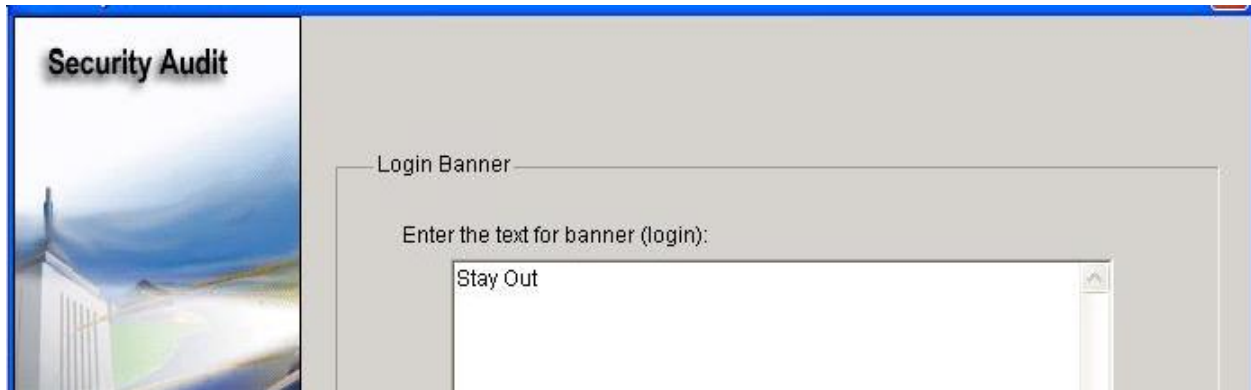 Security Audit
Login Banner
Enter the text for banner (login):
Stay Out